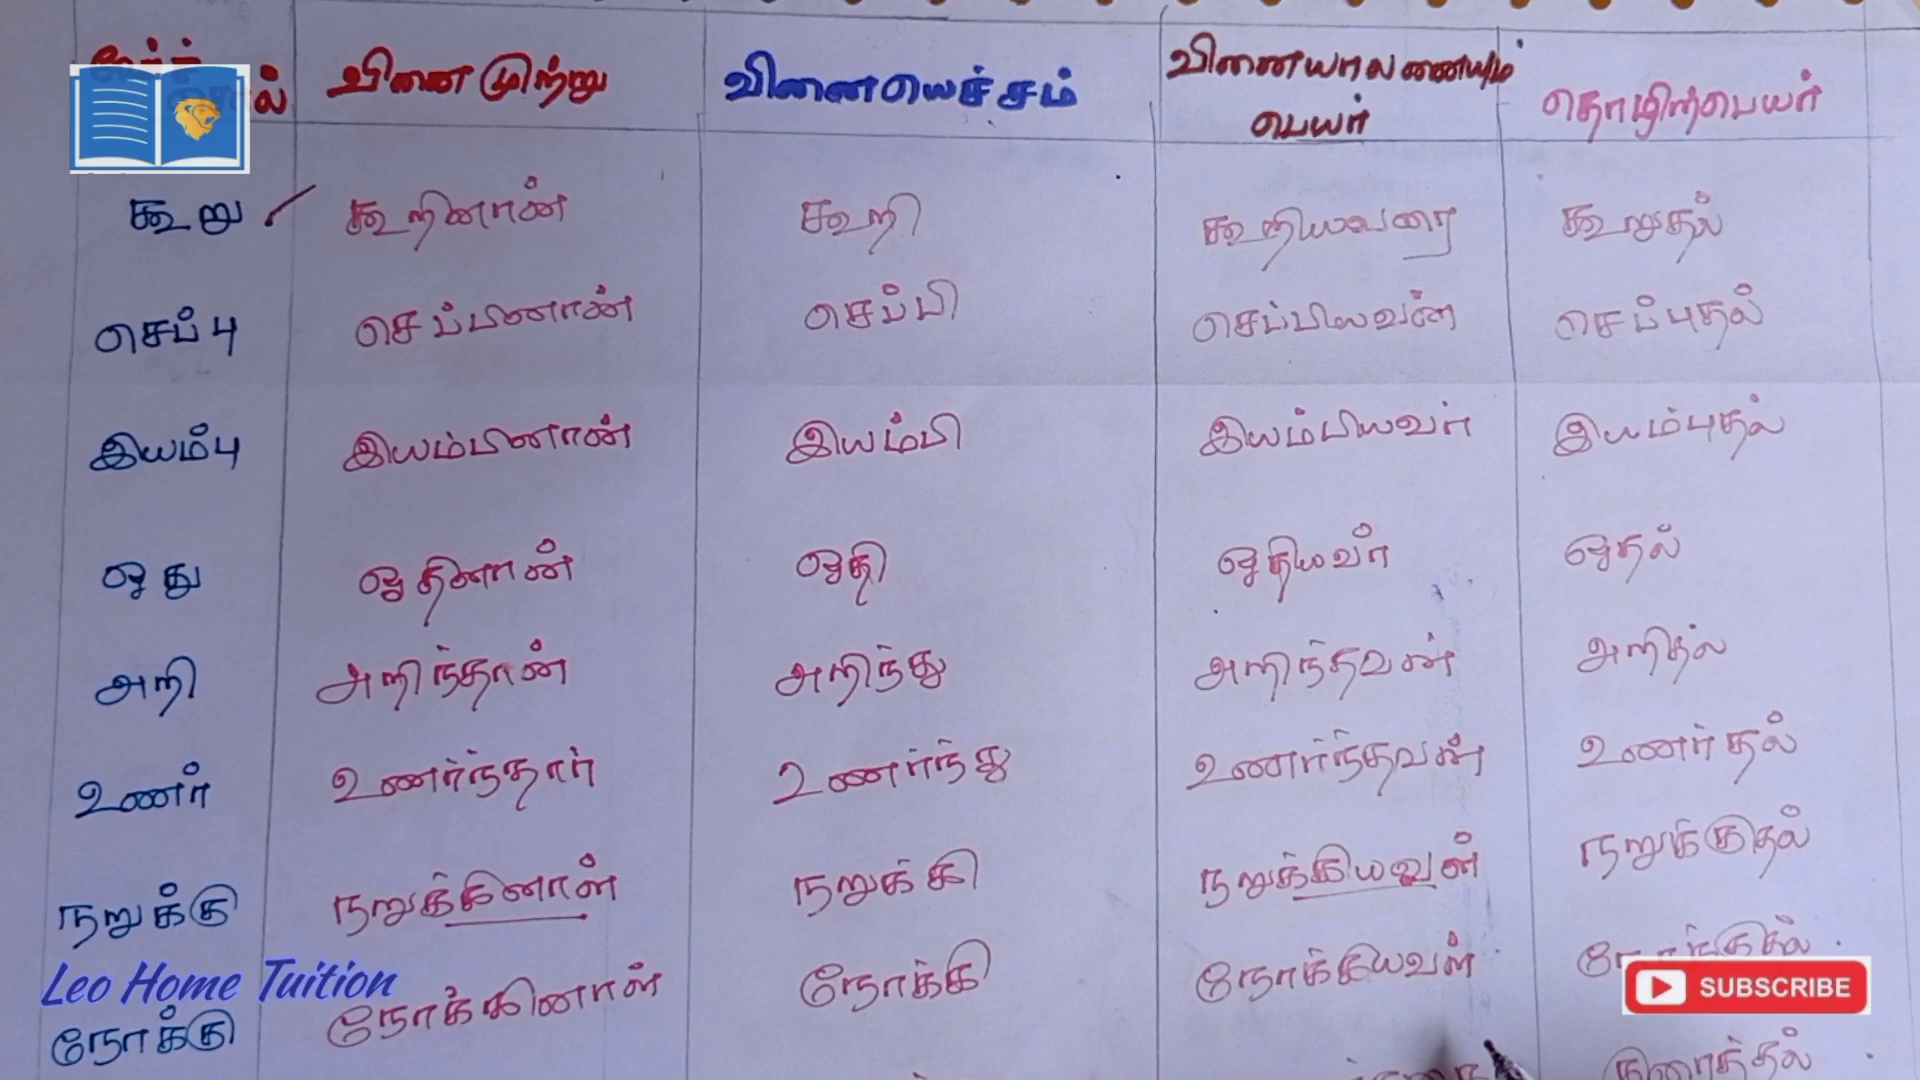 வினைமுற்று வினையெச்சம் வினையாலணையும் பெயர் தொழிற்பெயர்
கூறு கூறினான் கூறி கூறியவரை கூறுதல்
செப்பு செப்பினான் செப்பி செப்பியவன் செப்புதல்
இயம்பு இயம்பினான் இயம்பி இயம்பியவர் இயம்புதல்
ஓது ஓதினான் ஓதி ஓதியவர் ஓதல்
அறி அறிந்தான் அறிந்து அறிந்தவன் அறிதல்
உணர் உணர்ந்தார் உணர்ந்து உணர்ந்தவன் உணர்தல்
நறுக்கு நறுக்கினாள் நறுக்கி நறுக்கியவன் நறுக்குதல்
Leo Home Tuition
நோக்கு நோக்கினாள் நோக்கி நோக்கியவள்
SUBSCRIBE